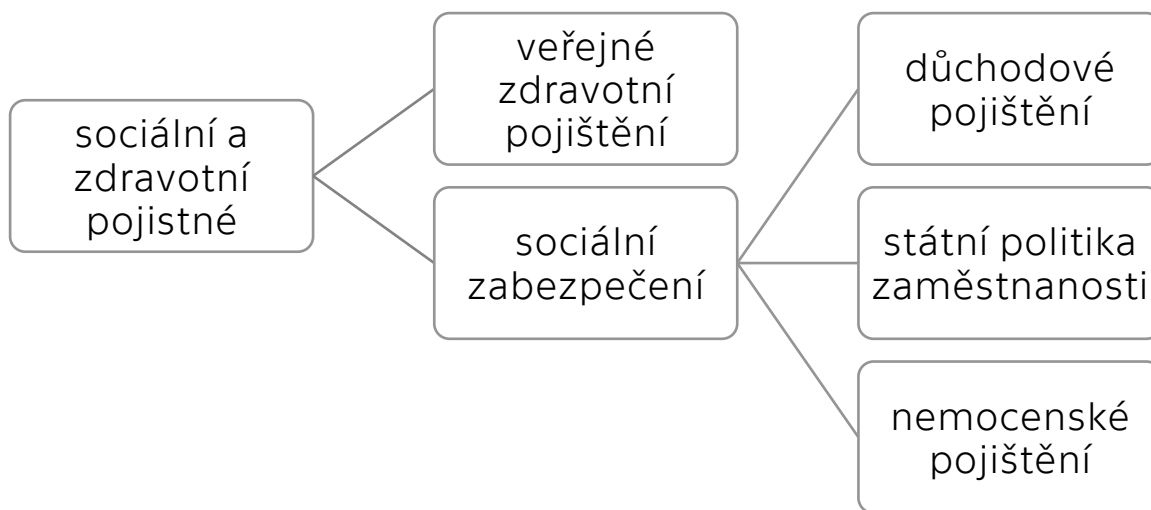 sociální a
zdravotní
pojistné
veřejné
zdravotní
pojištění
sociální
zabezpečení
důchodové
pojištění
státní politika
zaměstnanosti
nemocenské
pojištění